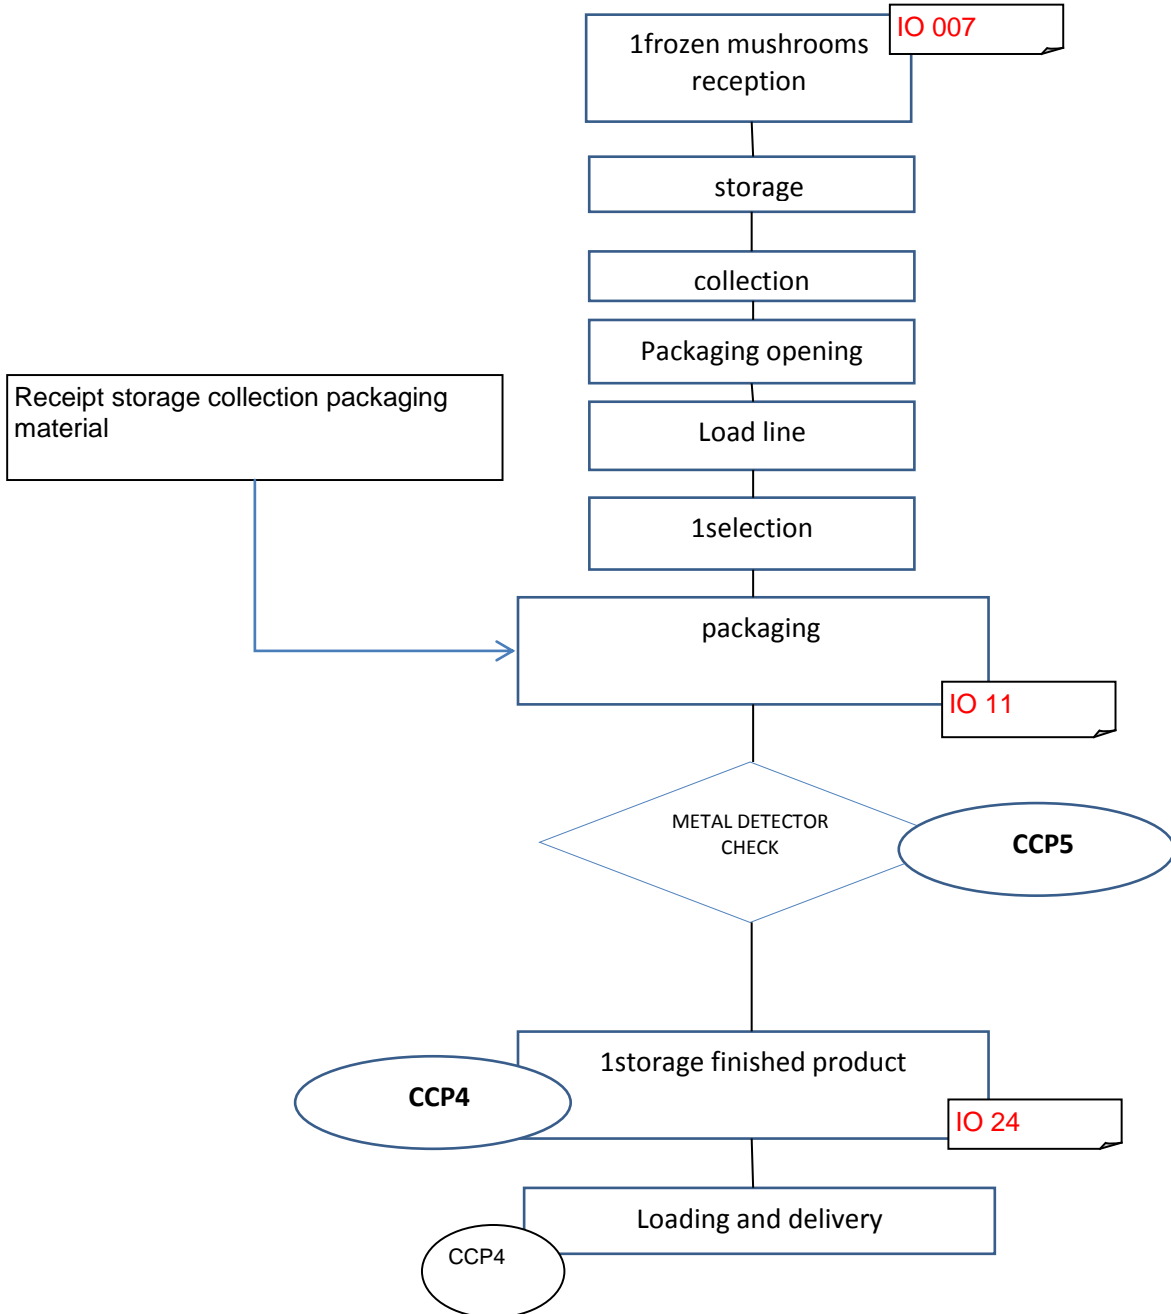 IO 007
1frozen mushrooms
reception
storage
collection
Packaging opening
Receipt storage collection packaging
material
Load line
1selection
packaging
IO 11
METAL DETECTOR
CHECK
CCP5
1storage finished product
CCP4
IO 24
Loading and delivery
CCP4